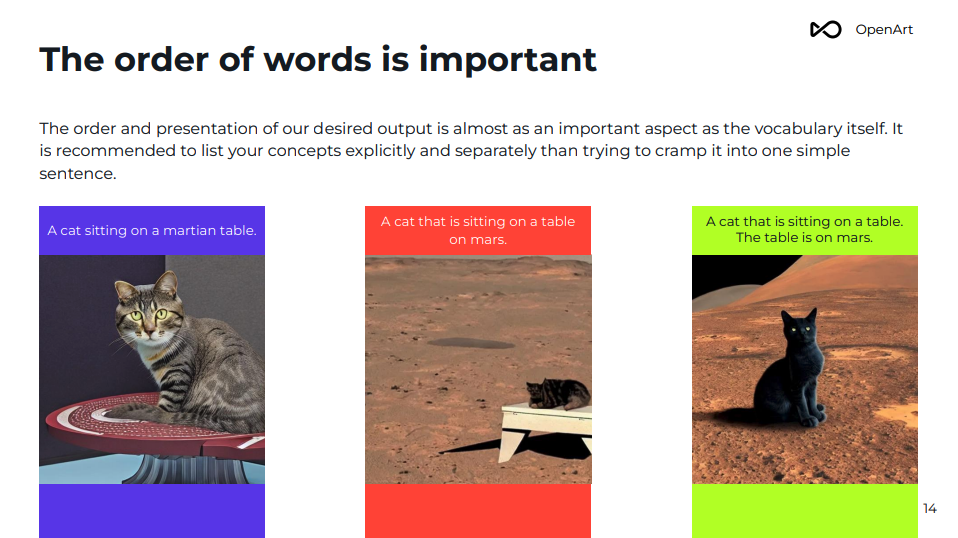 OpenArt
The order of words is important
The order and presentation of our desired output is almost as an important aspect as the vocabulary itself. It
is recommended to list your concepts explicitly and separately than trying to cramp it into one simple
sentence.
A cat sitting on a martian table.
A cat that is sitting on a table
on mars.
A cat that is sitting on a table.
The table is on mars.
14